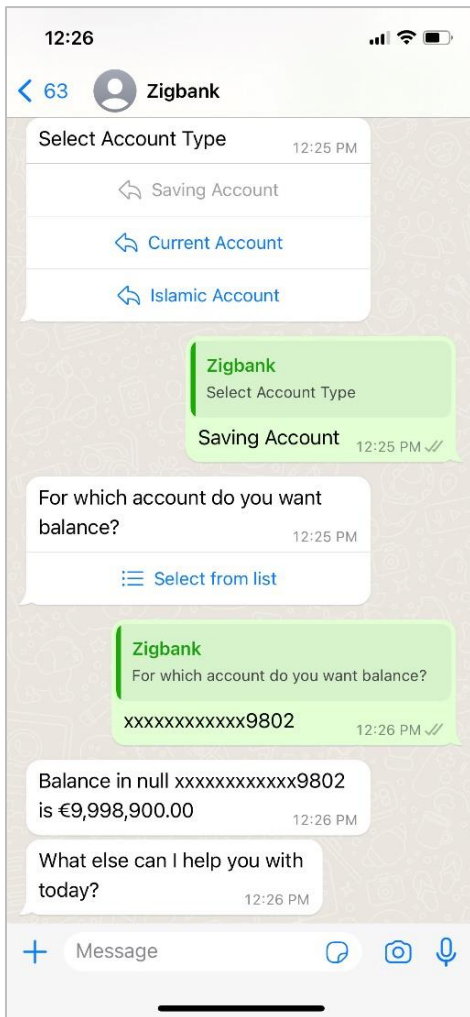 12:26
63 Zigbank
Select Account Type
12:25 PM
Saving Account
Current Account
Islamic Account
Zigbank
Select Account Type
Saving Account
12:25 PM
For which account do you want
balance?
12:25 PM
Select from list
Zigbank
For which account do you want balance?
xxxxxxxxxxxx9802
12:26 PM
Balance in null xxxxxxxxxxxx9802
is €9,998,900.00
12:26 PM
What else can I help you with
today?
12:26 PM
Message